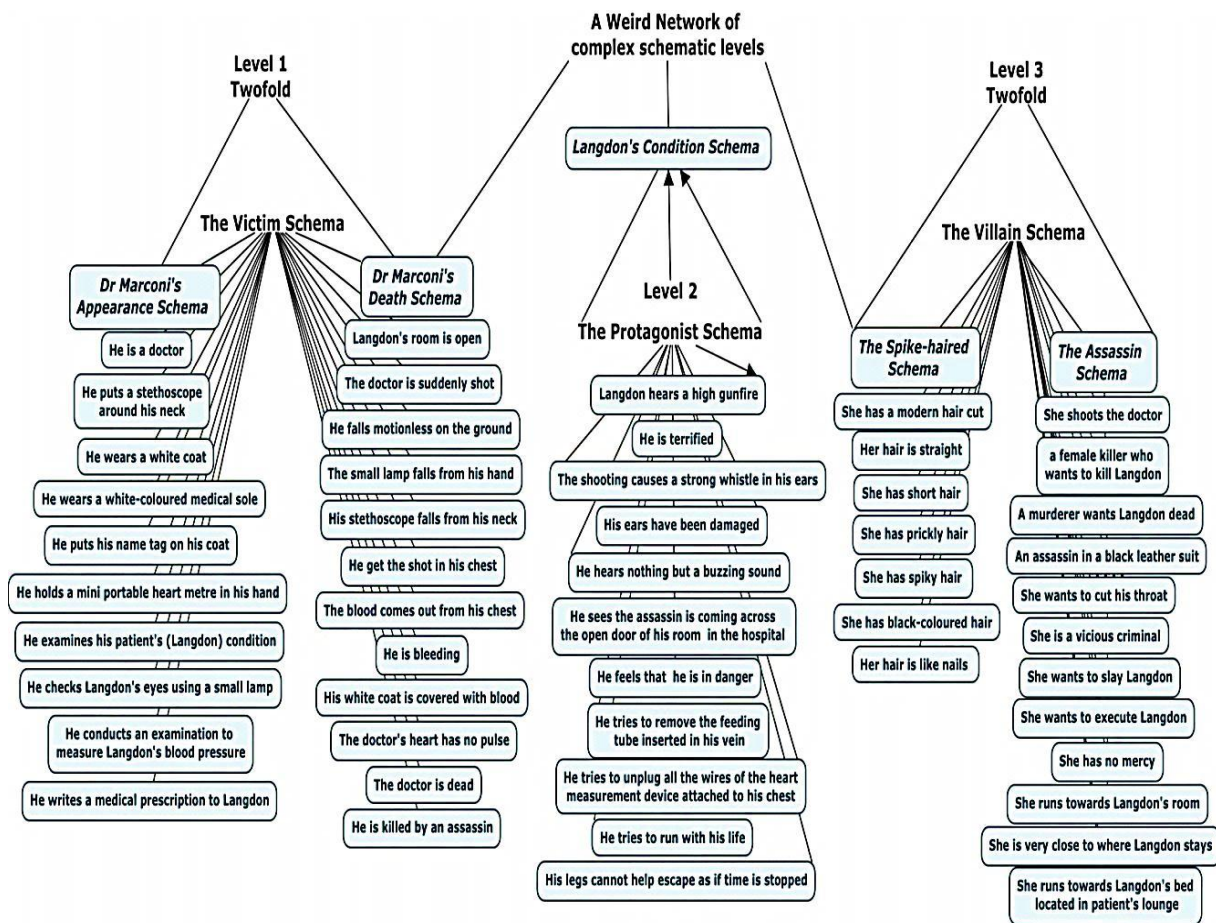 A Weird Network of
complex schematic levels
Level 1
Twofold
Level 3
Twofold
Langdon's Condition Schema
The Victim Schema
Dr Marconi's
Appearance Schema
He is a doctor
He puts a stethoscope
around his neck
He wears a white coat
He wears a white-coloured medical sole
He puts his name tag on his coat
He holds a mini portable heart metre in his hand
He examines his patient's (Langdon) condition
He checks Langdon's eyes using a small lamp
He conducts an examination to
measure Langdon's blood pressure
He writes a medical prescription to Langdon
Dr Marconi's
Death Schema
Langdon's room is open
The doctor is suddenly shot
He falls motionless on the ground
The small lamp falls from his hand
His stethoscope falls from his neck
He get the shot in his chest
The blood comes out from his chest
He is bleeding
His white coat is covered with blood
The doctor's heart has no pulse
The doctor is dead
He is killed by an assassin
Level 2
The Protagonist Schema
Langdon hears a high gunfire
He is terrified
The shooting causes a strong whistle in his ears
His ears have been damaged
He hears nothing but a buzzing sound
He sees the assassin is coming across
the open door of his room in the hospital
He feels that he is in danger
He tries to remove the feeding
tube inserted in his vein
He tries to unplug all the wires of the heart
measurement device attached to his chest
He tries to run with his life
His legs cannot help escape as if time is stopped
The Villain Schema
The Spike-haired
Schema
She has a modern hair cut
Her hair is straight
She has short hair
She has prickly hair
She has spiky hair
She has black-coloured hair
Her hair is like nails
The Assassin
Schema
She shoots the doctor
a female killer who
wants to kill Langdon
A murderer wants Langdon dead
An assassin in a black leather suit
She wants to cut his throat
She is a vicious criminal
She wants to slay Langdon
She wants to execute Langdon
She has no mercy
She runs towards Langdon's room
She is very close to where Langdon stays
She runs towards Langdon's bed
located in patient's lounge